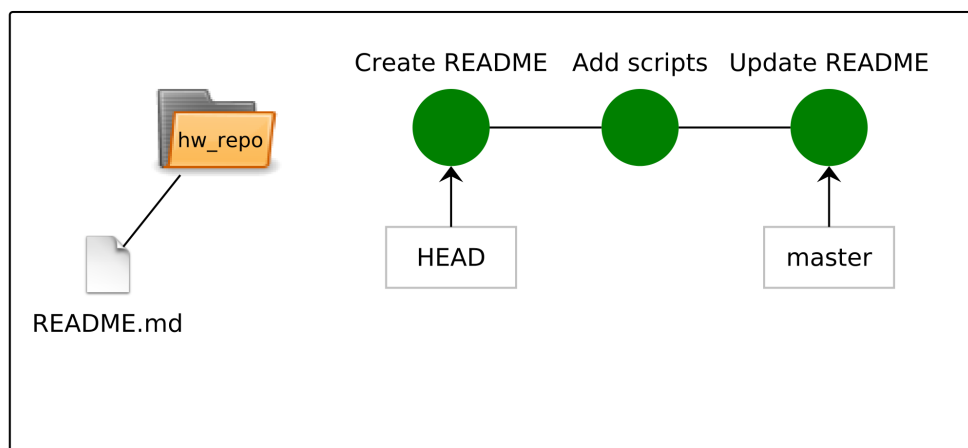 Create README
Add scripts
Update README
hw_repo
HEAD
master
README.md